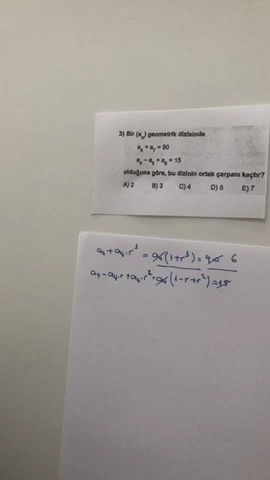 3) Bir (aₙ) geometrik dizisinde
a₄ + a₇ = 90
a₄ – a₅ + a₆ = 15
olduğuna göre, bu dizinin ortak çarpanı kaçtır?
A) 2 B) 3 C) 4 D) 5 E) 7
a₄ + a₄.r³ = a₄(1+r³) = 90 6
a₄ - a₄.r + a₄.r² = a₄(1-r+r²) =